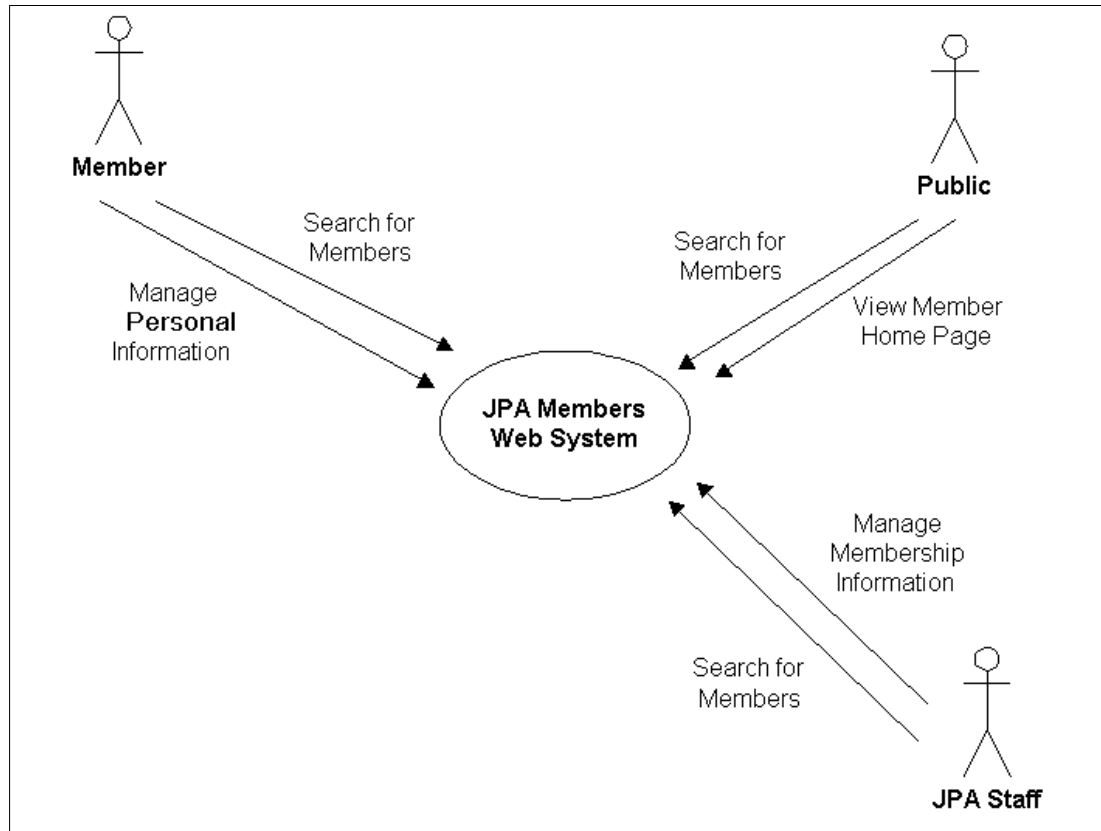 Member
Public
Search for
Members
Manage
Personal
Information
Search for
Members
View Member
Home Page
JPA Members
Web System
Manage
Membership
Information
Search for
Members
JPA Staff